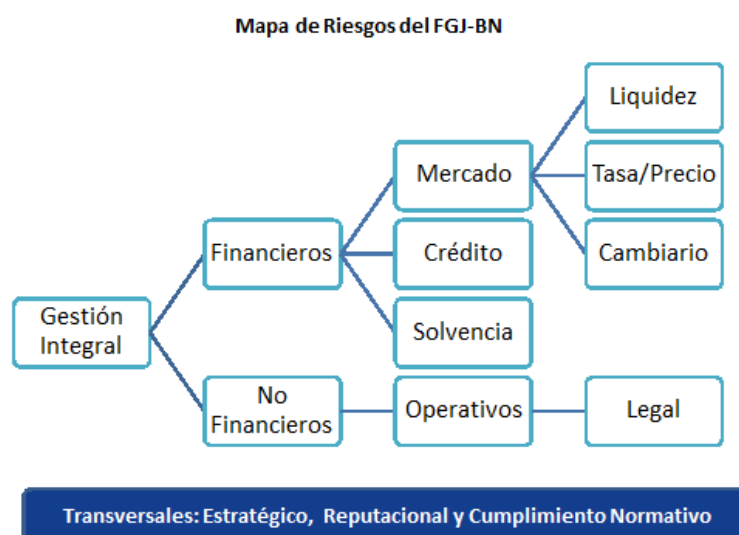 Mapa de Riesgos del FGJ-BN
Liquidez
Mercado
Tasa/Precio
Financieros
Crédito
Cambiario
Gestión
Integral
Solvencia
No
Financieros
Operativos
Legal
Transversales: Estratégico, Reputacional y Cumplimiento Normativo